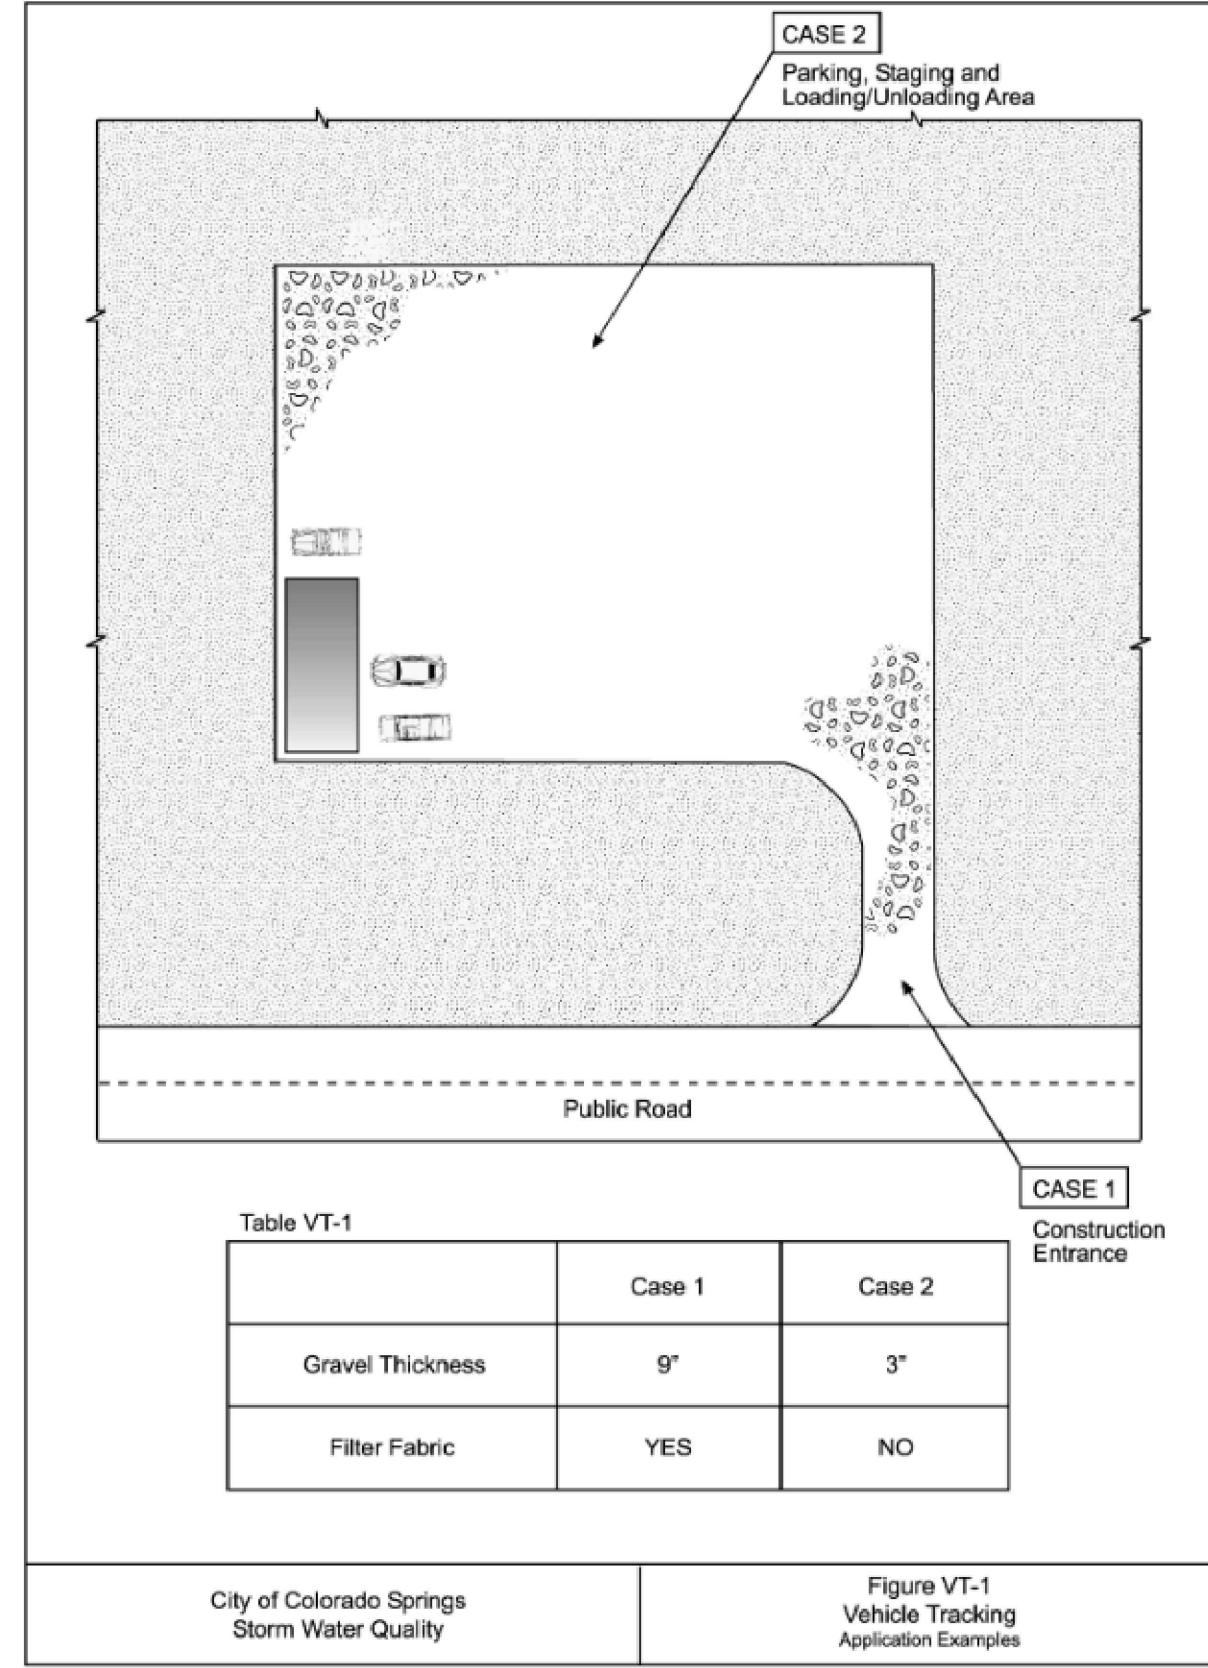 CASE 2
Parking, Staging and
Loading/Unloading Area
Public Road
CASE 1
Construction
Entrance
Table VT-1
Case 1 Case 2
Gravel Thickness 9" 3"
Filter Fabric YES NO
City of Colorado Springs
Storm Water Quality
Figure VT-1
Vehicle Tracking
Application Examples